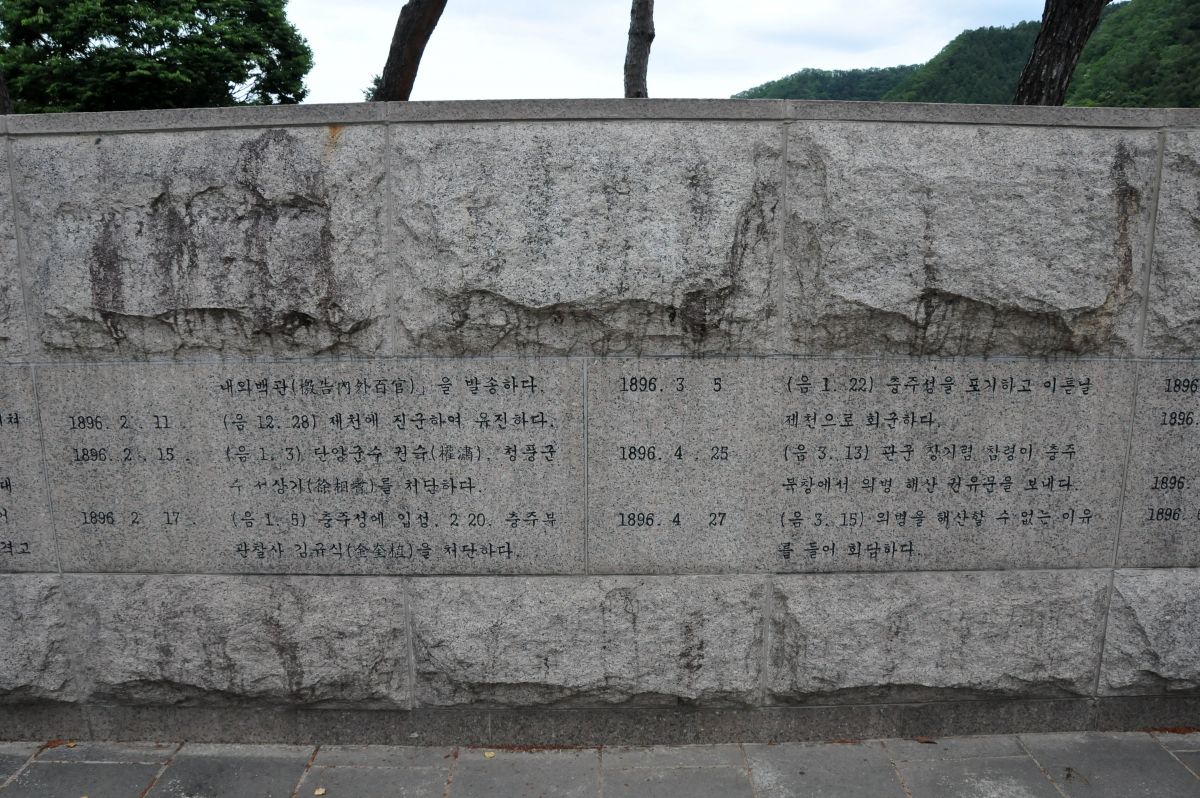 내외백관(檄告內外百官)」을 발송하다.
1896. 2. 11 (음 12. 28) 제천에 진군하여 유진하다.
1896. 2. 15. (음 1. 3) 단양군수 권숙(權潚), 청풍군
수 서상기(徐相耆)를 처단하다.
1896 2 17. (음 1. 5) 충주성에 입성. 2 20. 충주부
관찰사 김규식(金奎軾)을 처단하다.
1896. 3 5 (음 1. 22) 충주성을 포기하고 이튿날
제천으로 회군하다.
1896. 4. 25 (음 3. 13) 관군 장기렴 참령이 충주
북창에서 의병 해산 권유문을 보내다.
1896. 4 27 (음 3. 15) 의병을 해산할 수 없는 이유
를 들어 회답하다.
1896
1896.
1896.
1896.